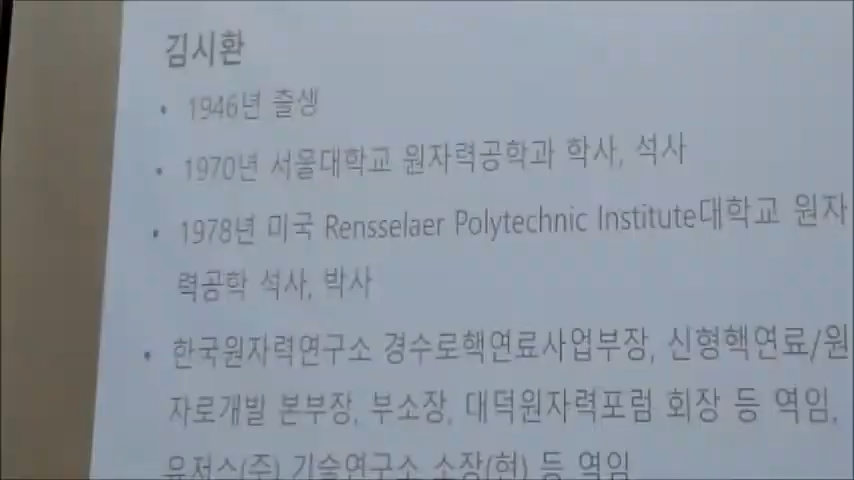 김시환
• 1946년 출생
• 1970년 서울대학교 원자력공학과 학사, 석사
• 1978년 미국 Rensselaer Polytechnic Institute대학교 원자
력공학 석사, 박사
• 한국원자력연구소 경수로핵연료사업부장, 신형핵연료/원
자로개발 본부장, 부소장, 대덕원자력포럼 회장 등 역임,
유저스(주) 기술연구소 소장(현) 등 역임